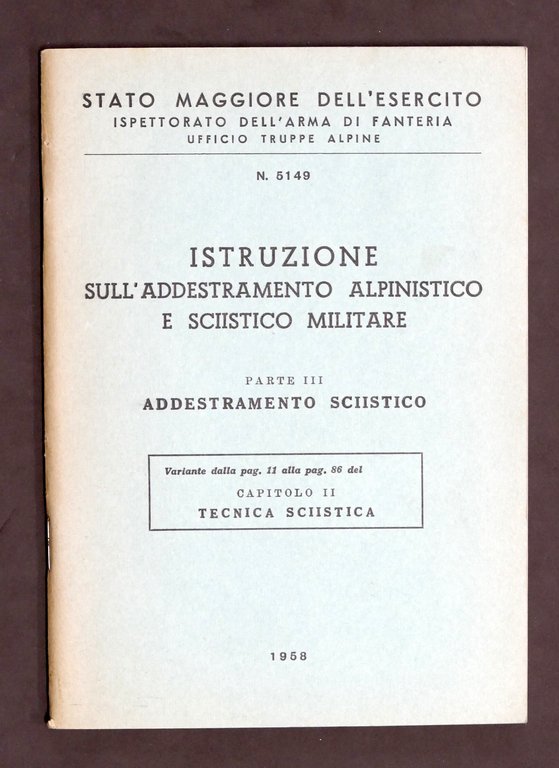 STATO MAGGIORE DELL'ESERCITO
ISPETTORATO DELL'ARMA DI FANTERIA
UFFICIO TRUPPE ALPINE
N. 5149
ISTRUZIONE
SULL'ADDESTRAMENTO ALPINISTICO
E SCIISTICO MILITARE
PARTE III
ADDESTRAMENTO SCIISTICO
Variante dalla pag. 11 alla pag. 86 del
CAPITOLO II
TECNICA SCIISTICA
1958